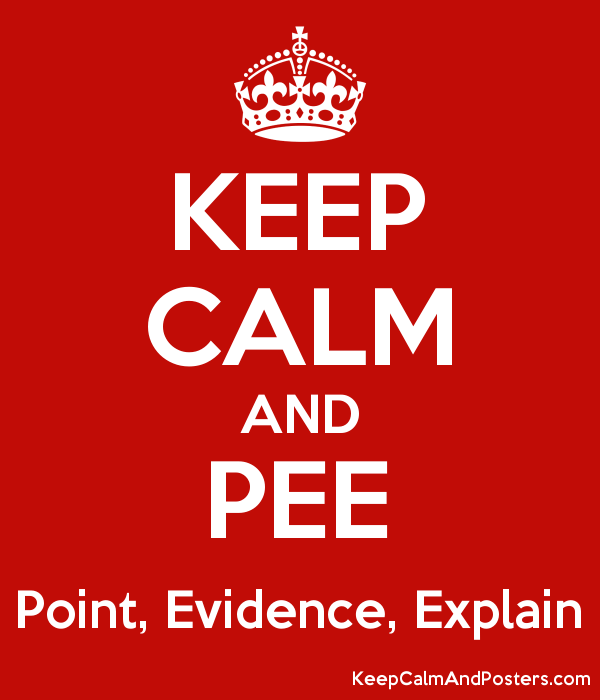 KEEP
CALM
AND
PEE
Point, Evidence, Explain
KeepCalmAndPosters.com